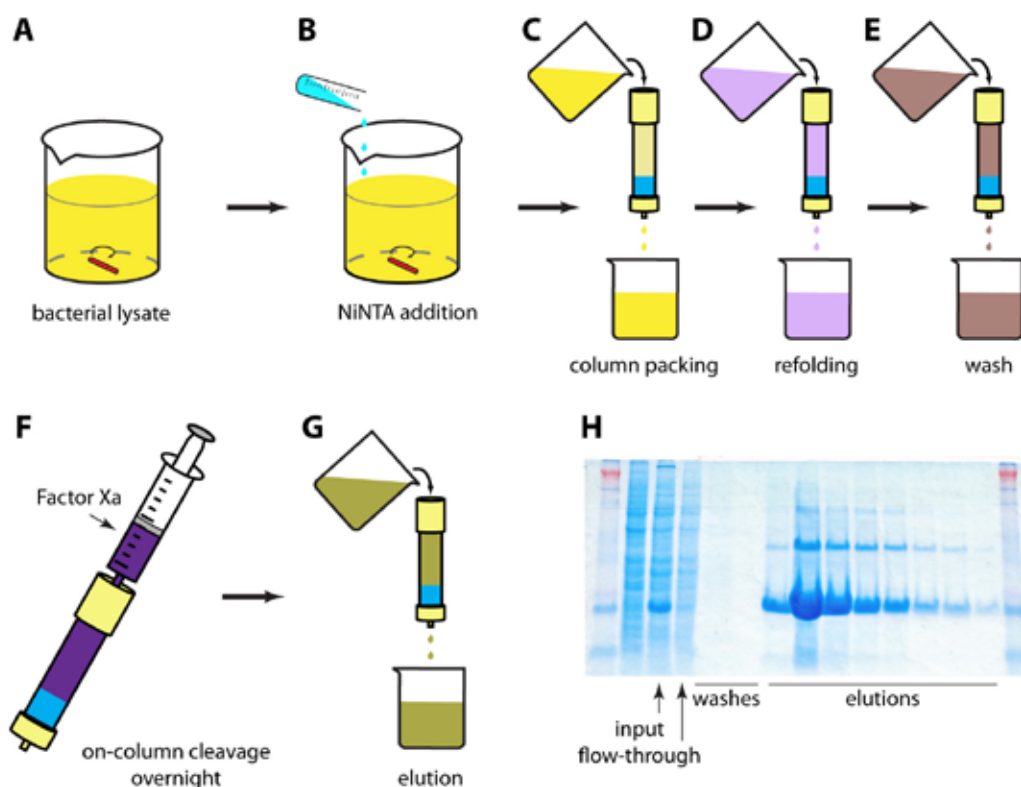 A
B
C
D
E
bacterial lysate
NiNTA addition
column packing
refolding
wash
F
G
H
Factor Xa
on-column cleavage
overnight
elution
washes
elutions
input
flow-through